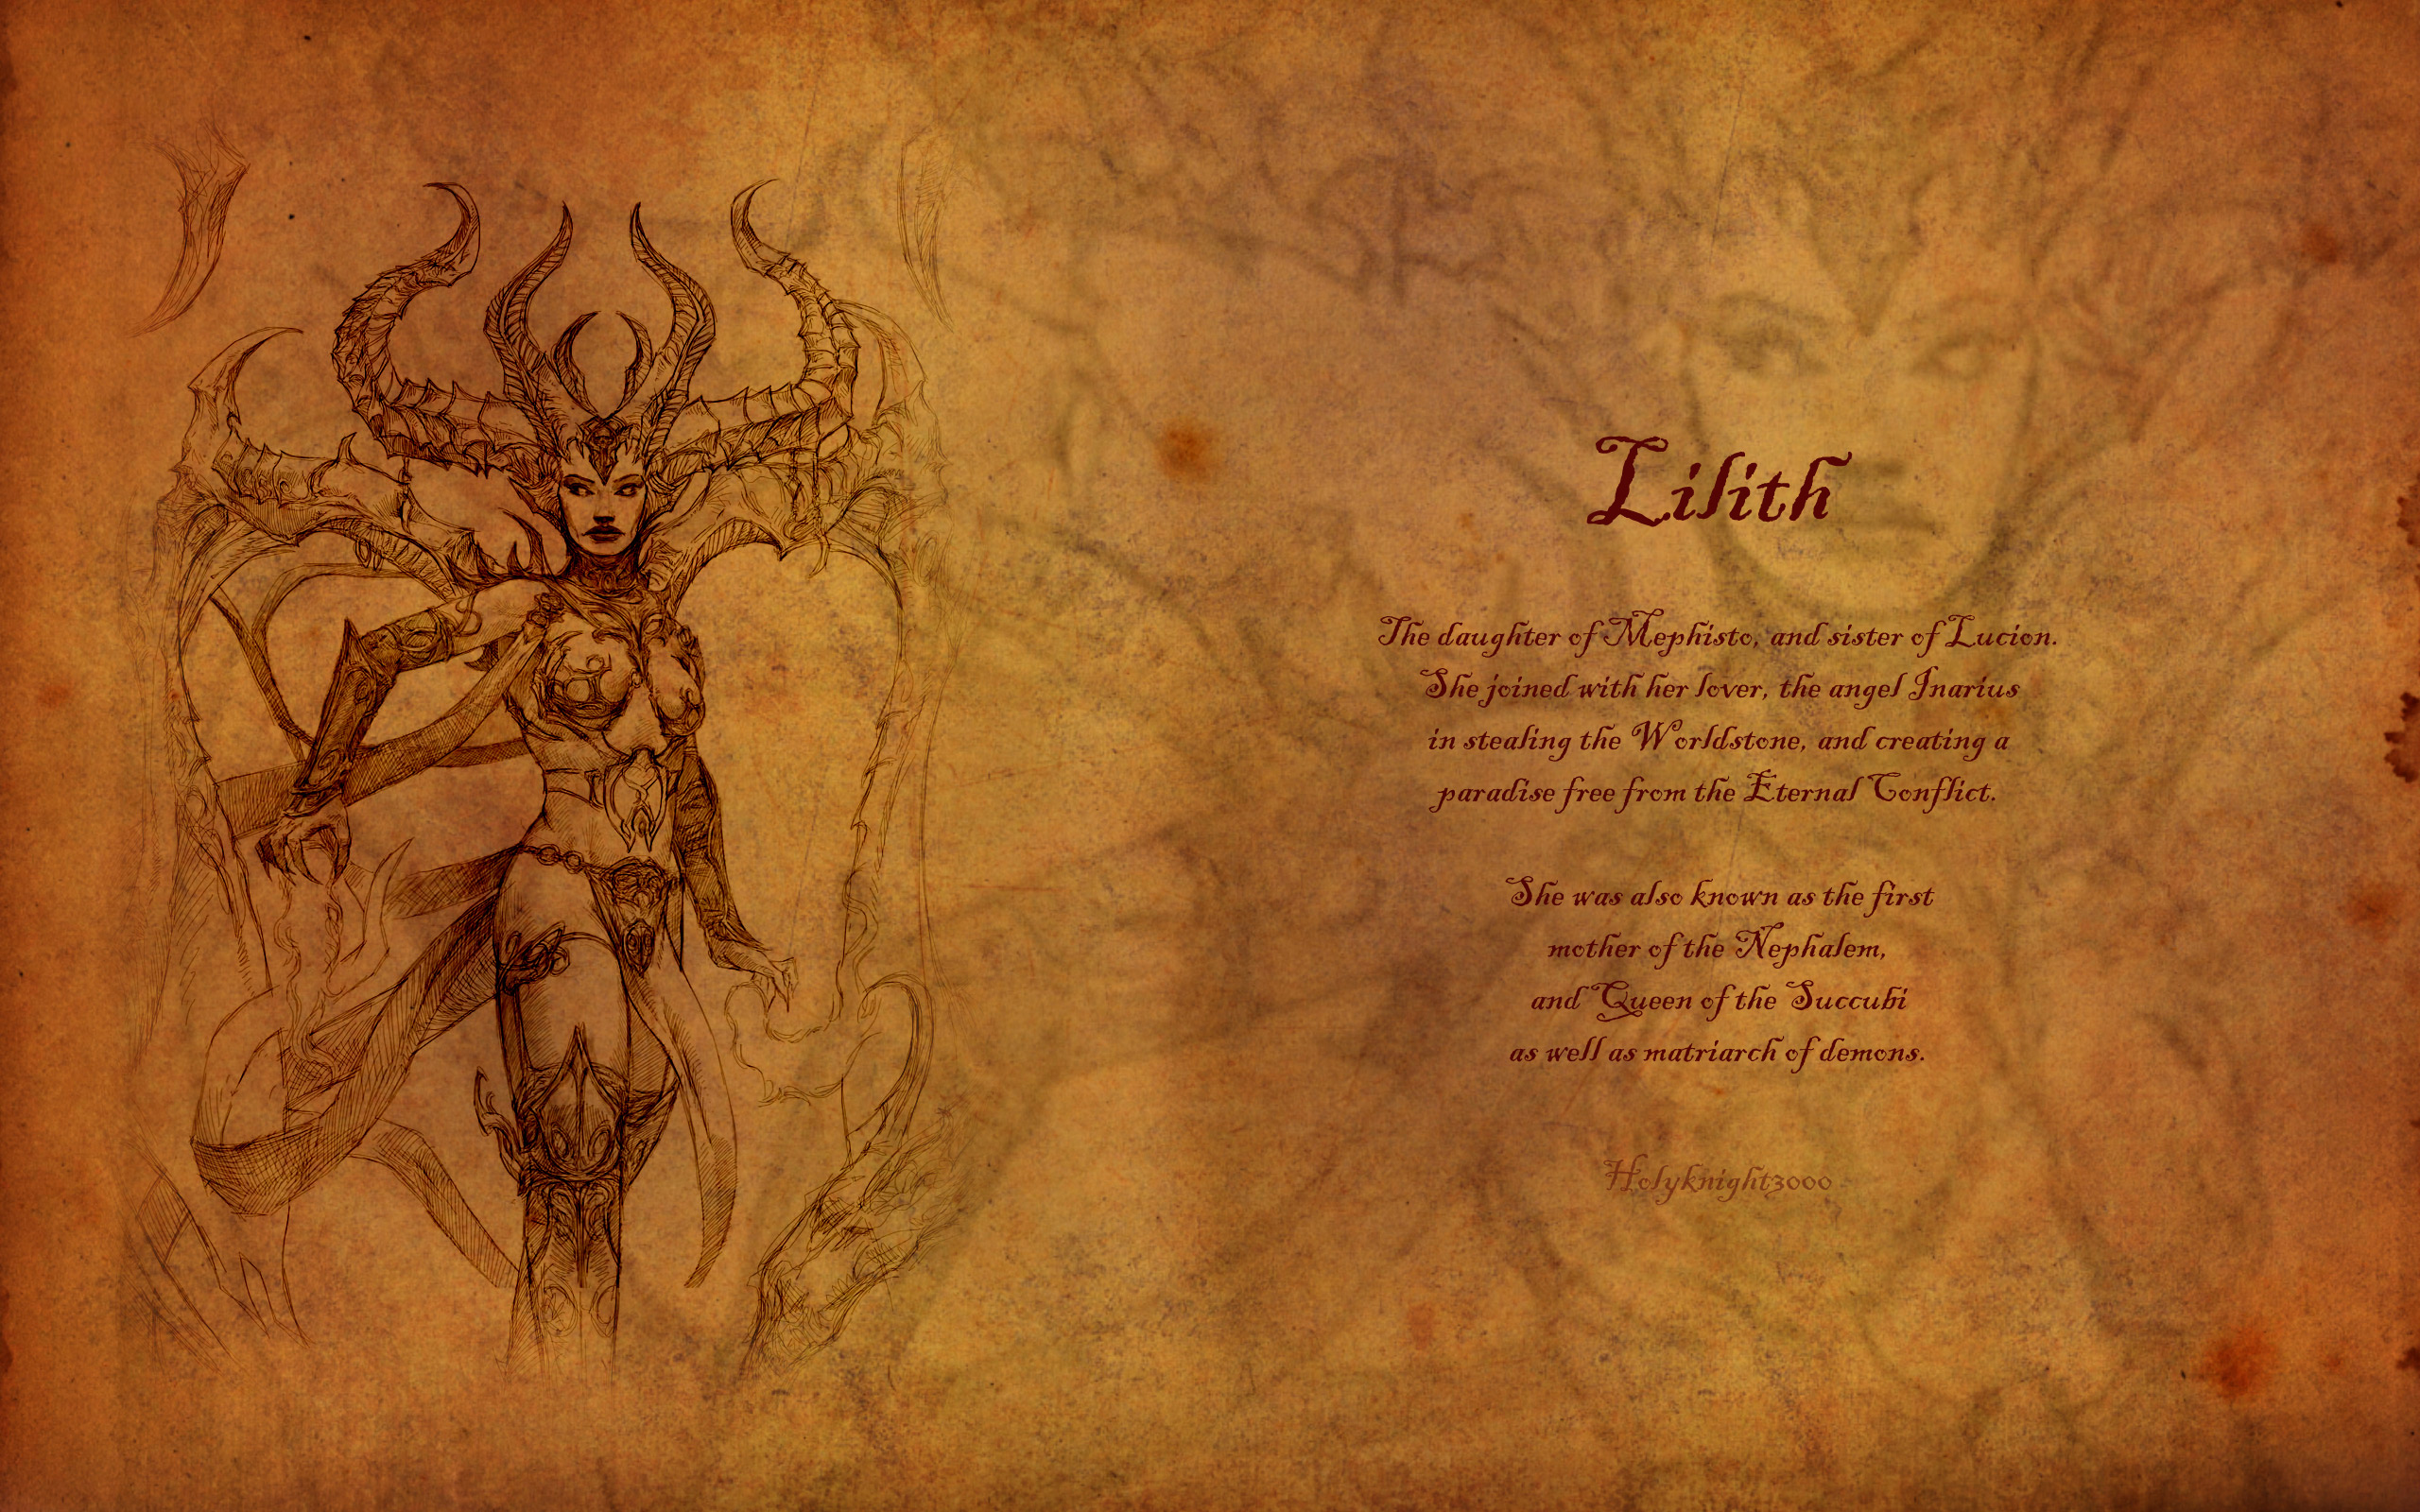 Lilith
The daughter of Mephisto, and sister of Lucion.
She joined with her lover, the angel Inarius
in stealing the Worldstone, and creating a
paradise free from the Eternal Conflict.
She was also known as the first
mother of the Nephalem,
and Queen of the Succubi
as well as matriarch of demons.
Holyknight3000